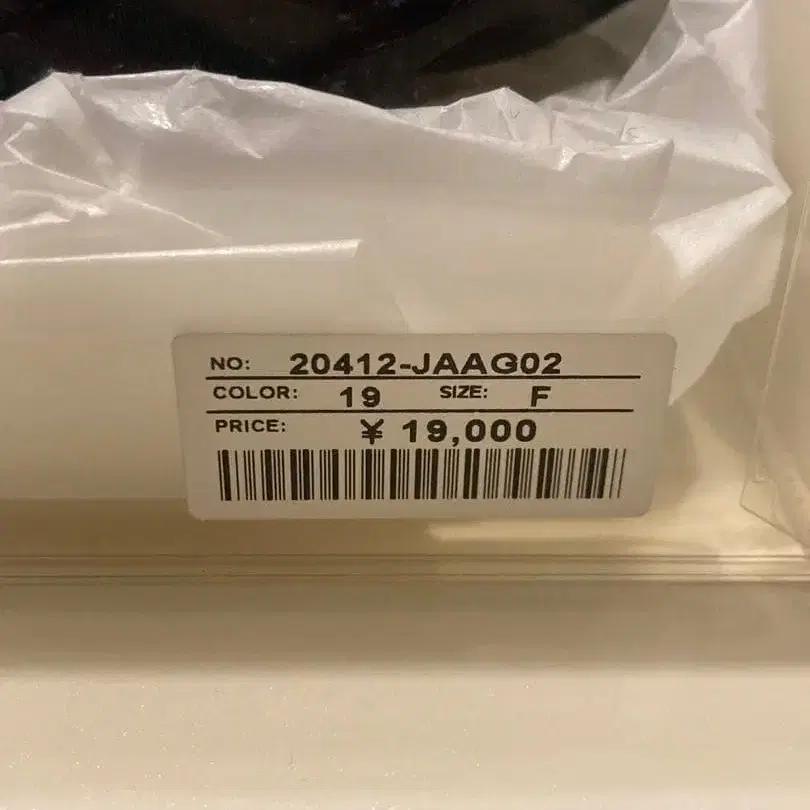 NO: 20412-JAAG02
COLOR: 19 SIZE: F
PRICE: ¥ 19,000